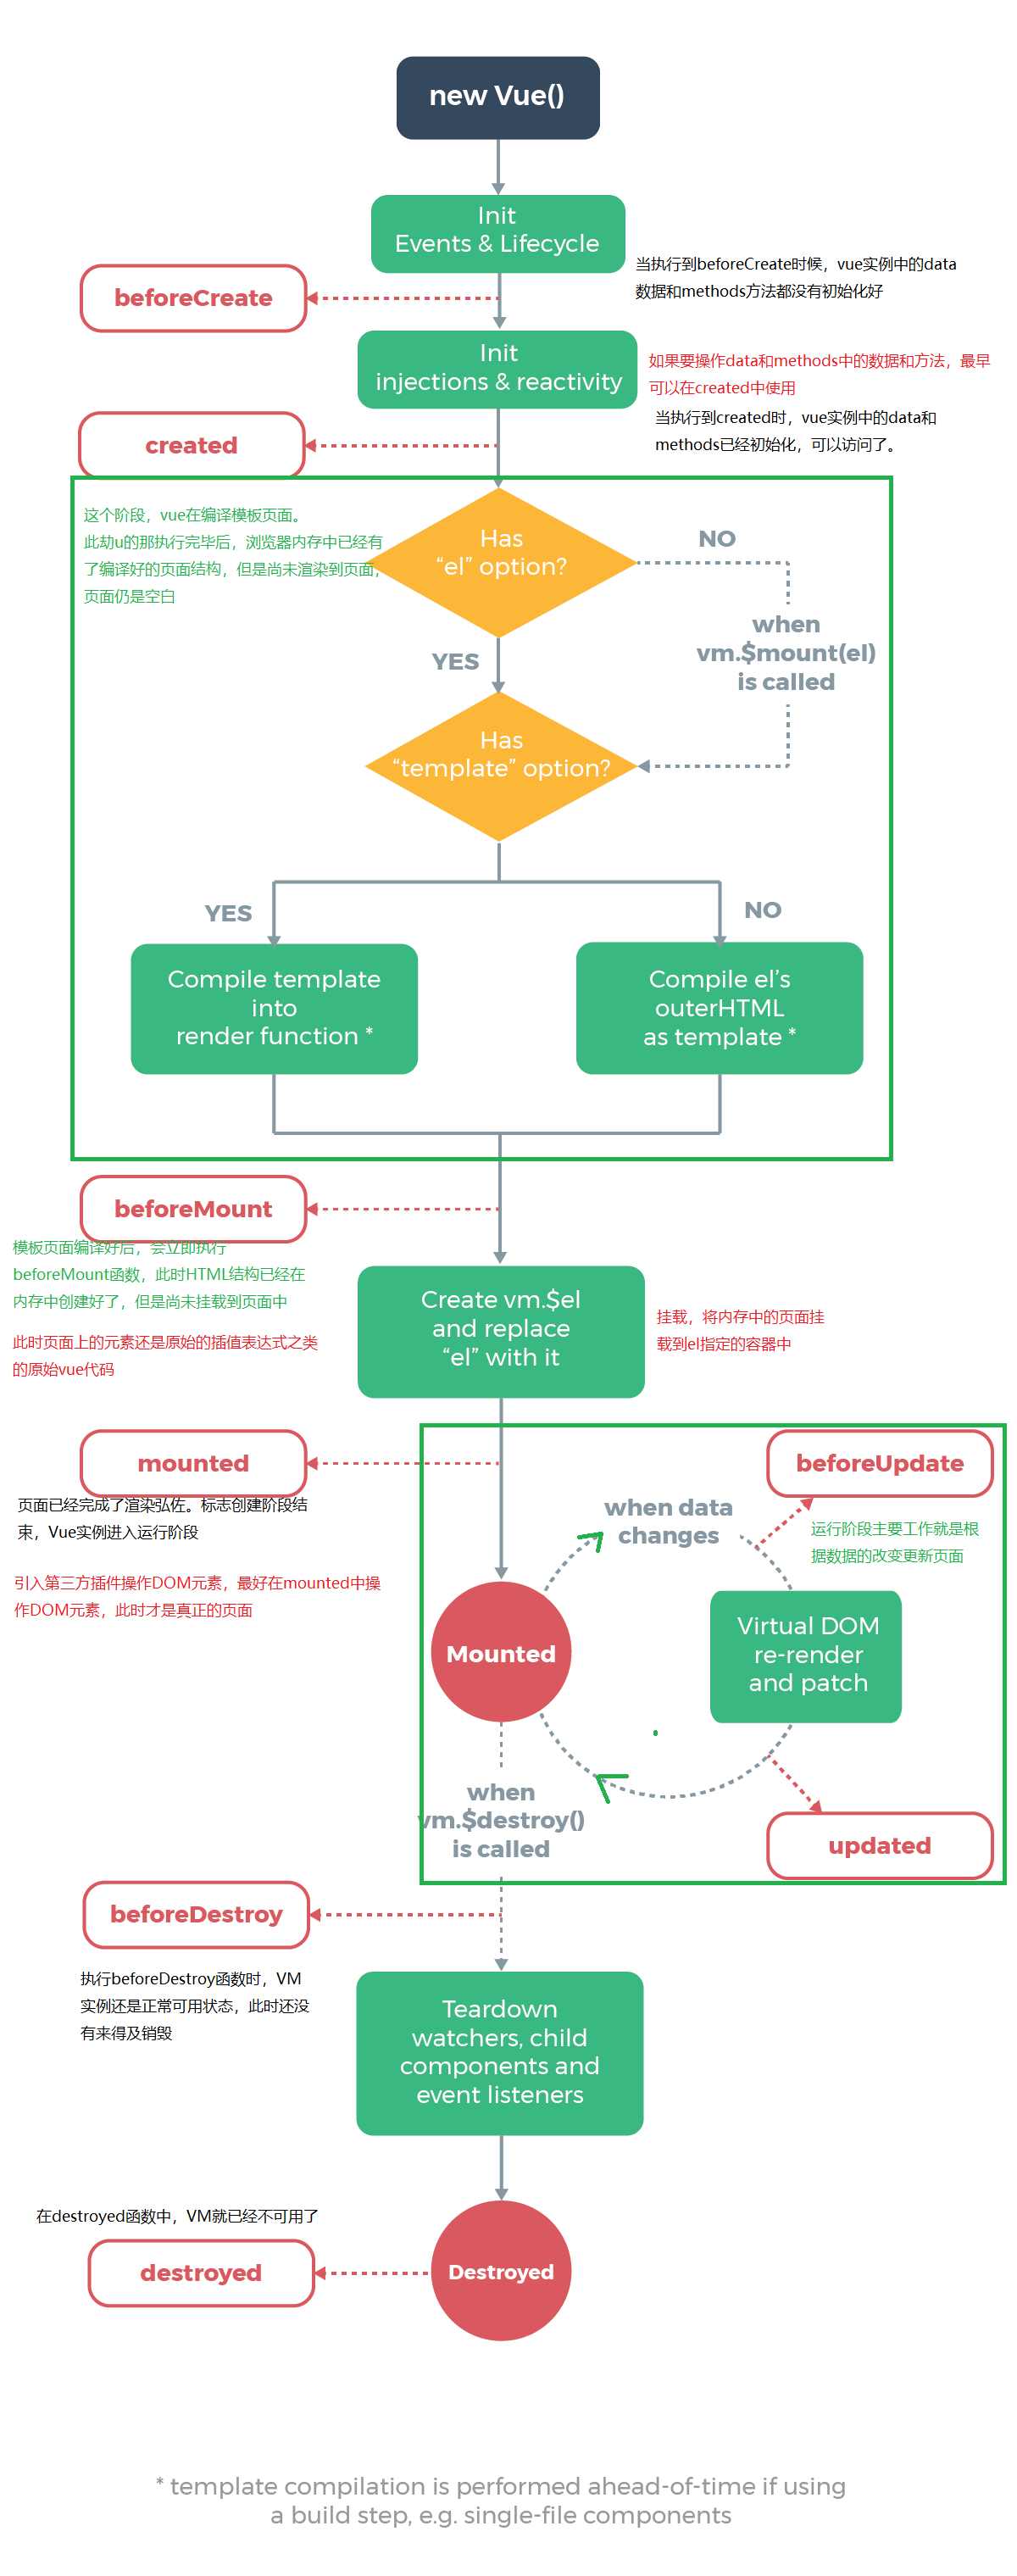 new Vue()
Init
Events & Lifecycle
当执行到beforeCreate时候，vue实例中的data
数据和methods方法都没有初始化好
beforeCreate
Init
injections & reactivity
如果要操作data和methods中的数据和方法，最早
可以在created中使用
当执行到created时，vue实例中的data和
methods已经初始化，可以访问了。
created
这个阶段，vue在编译模板页面。
此劫u的那执行完毕后，浏览器内存中已经有
了编译好的页面结构，但是尚未渲染到页面，
页面仍是空白
Has
“el” option?
NO
when
vm.$mount(el)
is called
YES
Has
“template” option?
YES
NO
Compile template
into
render function *
Compile el’s
outerHTML
as template *
beforeMount
模板页面编译好后，会立即执行
beforeMount函数，此时HTML结构已经在
内存中创建好了，但是尚未挂载到页面中
此时页面上的元素还是原始的插值表达式之类
的原始vue代码
Create vm.$el
and replace
“el” with it
挂载，将内存中的页面挂
载到el指定的容器中
mounted
页面已经完成了渲染弘佐。标志创建阶段结
束，Vue实例进入运行阶段
引入第三方插件操作DOM元素，最好在mounted中操
作DOM元素，此时才是真正的页面
beforeUpdate
when data
changes
运行阶段主要工作就是根
据数据的改变更新页面
Mounted
Virtual DOM
re-render
and patch
when
vm.$destroy()
is called
updated
beforeDestroy
执行beforeDestroy函数时，VM
实例还是正常可用状态，此时还没
有来得及销毁
Teardown
watchers, child
components and
event listeners
在destroyed函数中，VM就已经不可用了
destroyed
Destroyed
* template compilation is performed ahead-of-time if using
a build step, e.g. single-file components